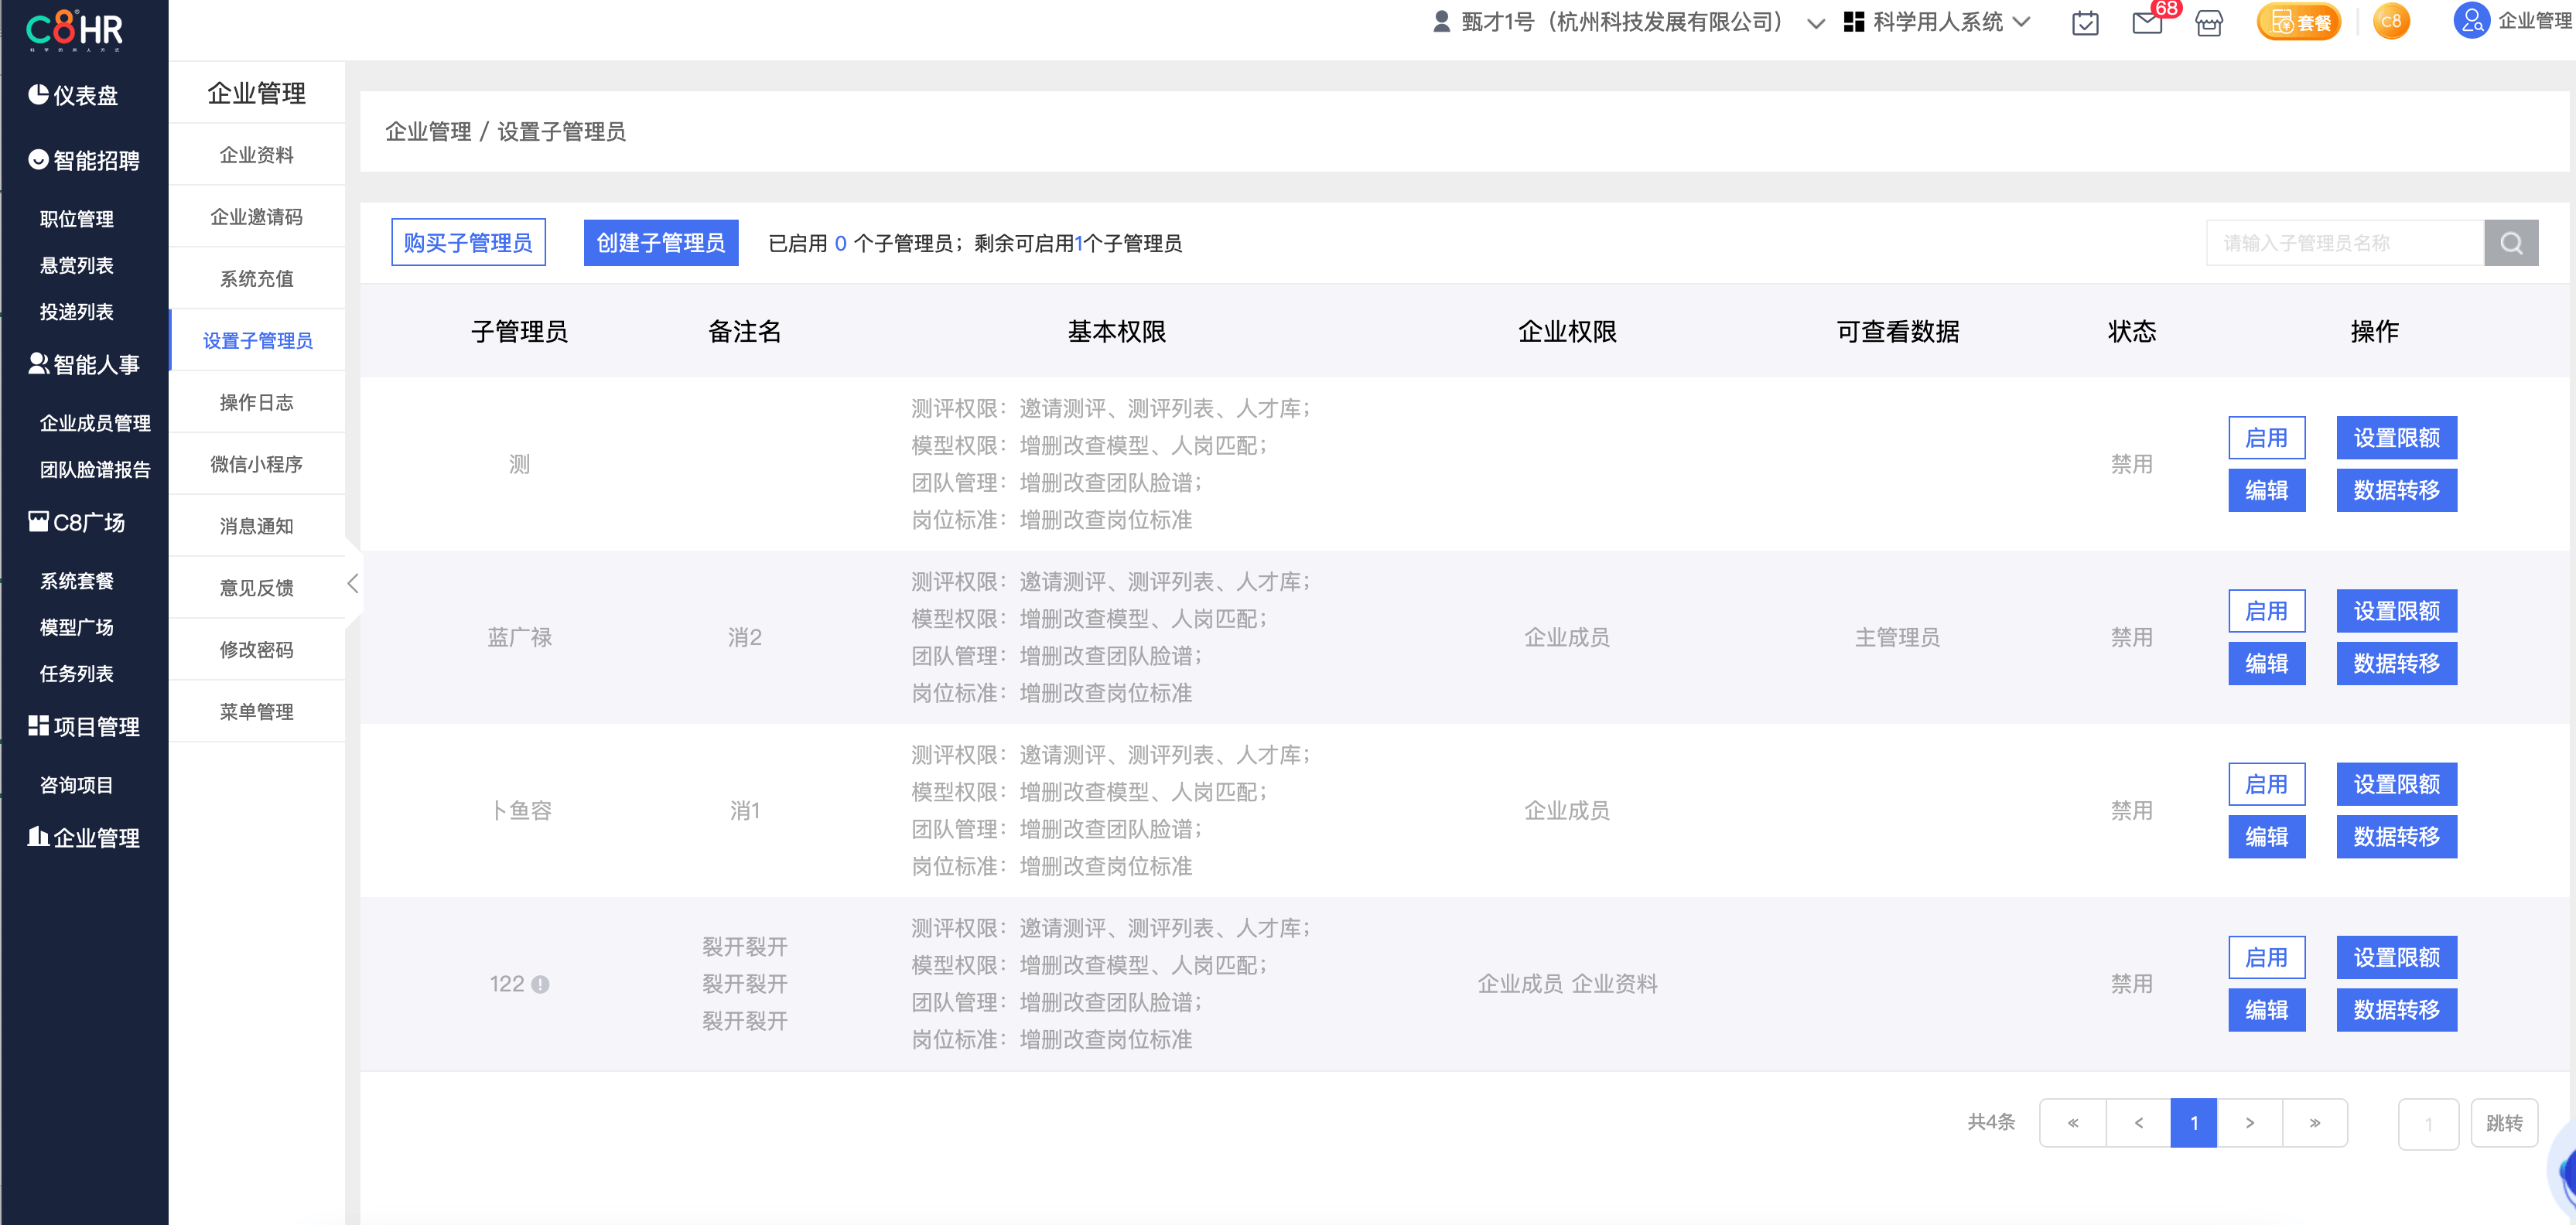 C8HR
科学的用人方式
甄才1号（杭州科技发展有限公司）
科学用人系统
68
套餐
C8
企业管理
仪表盘
智能招聘
职位管理
悬赏列表
投递列表
智能人事
企业成员管理
团队脸谱报告
C8广场
系统套餐
模型广场
任务列表
项目管理
咨询项目
企业管理
企业管理
企业资料
企业邀请码
系统充值
设置子管理员
操作日志
微信小程序
消息通知
意见反馈
修改密码
菜单管理
企业管理 / 设置子管理员
购买子管理员 创建子管理员 已启用 0 个子管理员；剩余可启用1个子管理员 请输入子管理员名称
子管理员 备注名 基本权限 企业权限 可查看数据 状态 操作
测
测评权限：邀请测评、测评列表、人才库；
模型权限：增删改查模型、人岗匹配；
团队管理：增删改查团队脸谱；
岗位标准：增删改查岗位标准
禁用
启用 设置限额
编辑 数据转移
蓝广禄
消2
测评权限：邀请测评、测评列表、人才库；
模型权限：增删改查模型、人岗匹配；
团队管理：增删改查团队脸谱；
岗位标准：增删改查岗位标准
企业成员
主管理员
禁用
启用 设置限额
编辑 数据转移
卜鱼容
消1
测评权限：邀请测评、测评列表、人才库；
模型权限：增删改查模型、人岗匹配；
团队管理：增删改查团队脸谱；
岗位标准：增删改查岗位标准
企业成员
禁用
启用 设置限额
编辑 数据转移
122
裂开裂开
裂开裂开
裂开裂开
测评权限：邀请测评、测评列表、人才库；
模型权限：增删改查模型、人岗匹配；
团队管理：增删改查团队脸谱；
岗位标准：增删改查岗位标准
企业成员 企业资料
禁用
启用 设置限额
编辑 数据转移
共4条 « < 1 > » 1 跳转